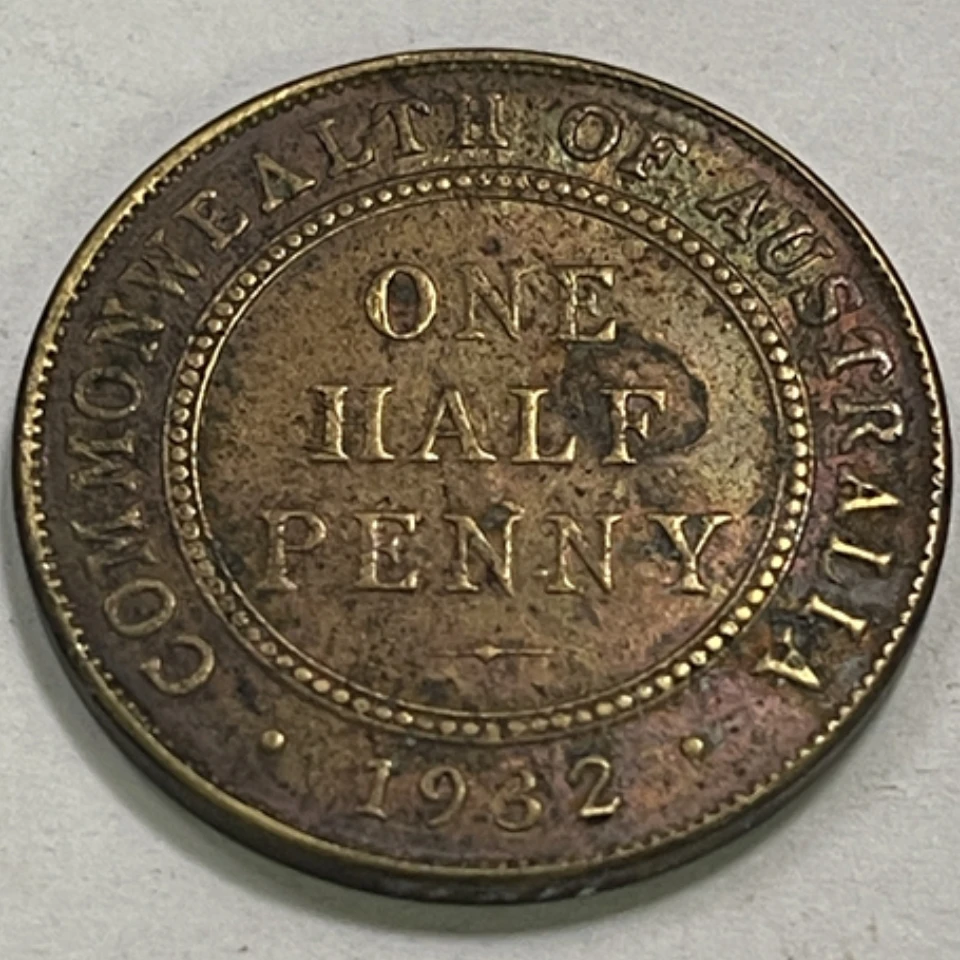 COMMONWEALTH OF AUSTRALIA
ONE
HALF
PENNY
1932